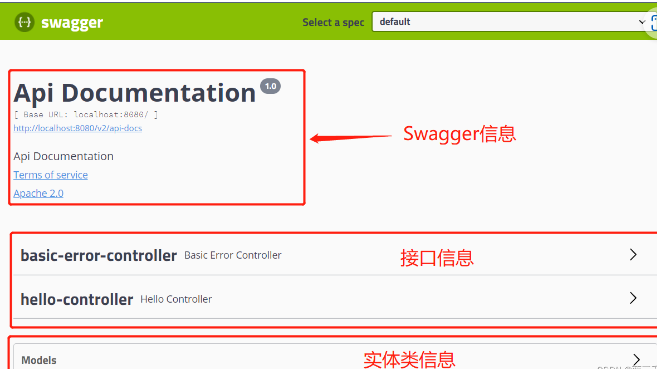 swagger
Select a spec default
Api Documentation 1.0
[ Base URL: localhost:8080/ ]
http://localhost:8080/v2/api-docs
Swagger信息
Api Documentation
Terms of service
Apache 2.0
basic-error-controller Basic Error Controller
接口信息
hello-controller Hello Controller
Models
实体类信息